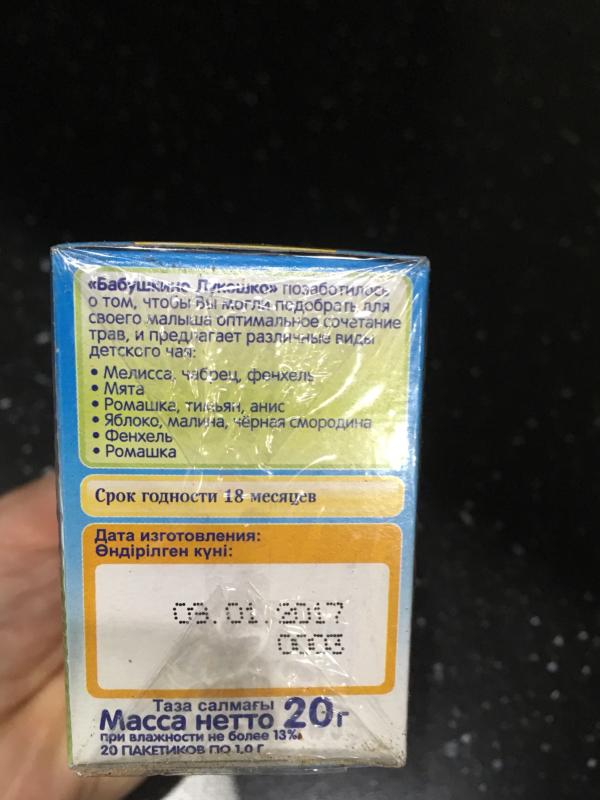 «Бабушкино Лукошко» позаботилось
о том, чтобы Вы могли подобрать для
своего малыша оптимальное сочетание
трав, и предлагает различные виды
детского чая:
• Мелисса, чабрец, фенхель
• Мята
• Ромашка, тимьян, анис
• Яблоко, малина, чёрная смородина
• Фенхель
• Ромашка
Срок годности 18 месяцев
Дата изготовления:
Өндірілген күні:
09.01.2017
0003
Таза салмағы
Масса нетто 20г
при влажности не более 13%
20 ПАКЕТИКОВ ПО 1,0 Г